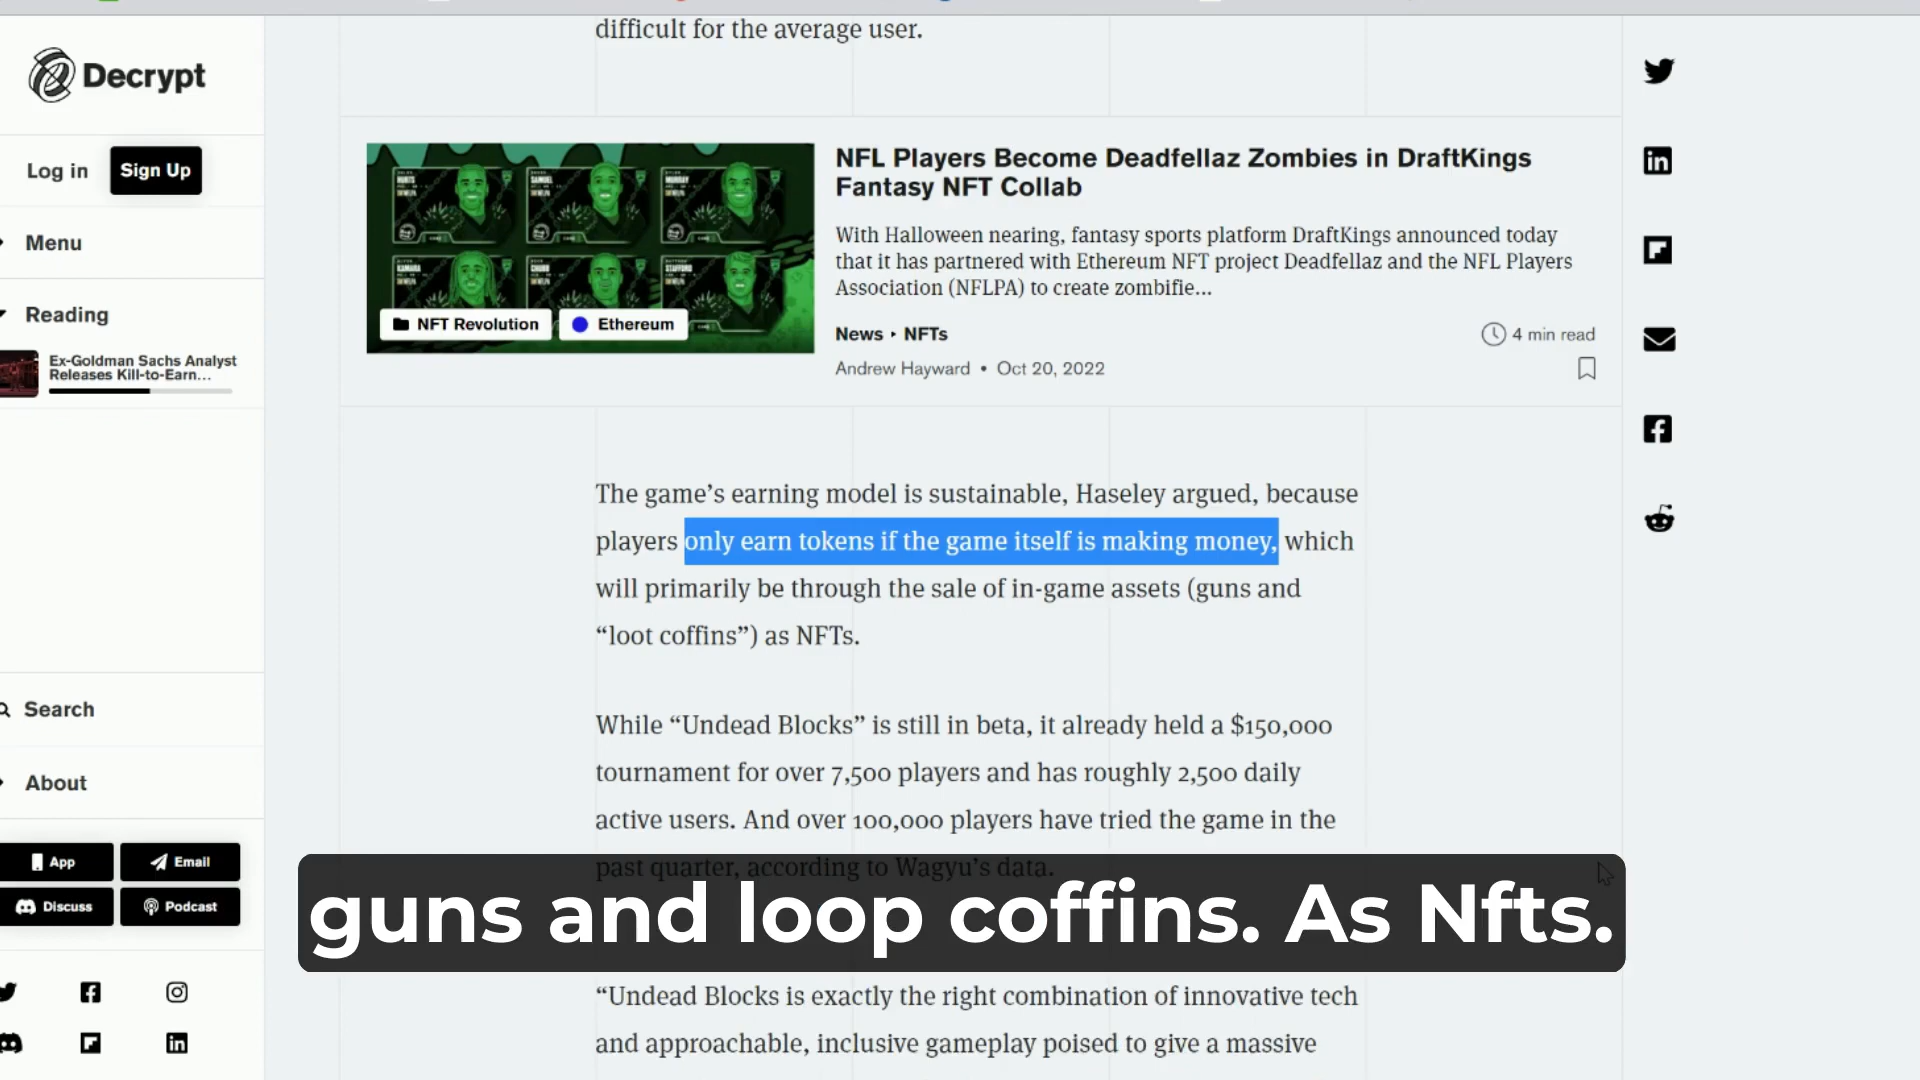 difficult for the average user.
Decrypt
Log in
Sign Up
Menu
Reading
Ex-Goldman Sachs Analyst
Releases Kill-to-Earn...
Search
About
App
Email
Discuss
Podcast
NFT Revolution
Ethereum
NFL Players Become Deadfellaz Zombies in DraftKings
Fantasy NFT Collab
With Halloween nearing, fantasy sports platform DraftKings announced today
that it has partnered with Ethereum NFT project Deadfellaz and the NFL Players
Association (NFLPA) to create zombifie...
News ▸ NFTs
4 min read
Andrew Hayward • Oct 20, 2022
The game’s earning model is sustainable, Haseley argued, because
players only earn tokens if the game itself is making money, which
will primarily be through the sale of in-game assets (guns and
“loot coffins”) as NFTs.
While “Undead Blocks” is still in beta, it already held a $150,000
tournament for over 7,500 players and has roughly 2,500 daily
active users. And over 100,000 players have tried the game in the
past quarter, according to Wagyu’s data.
guns and loop coffins. As Nfts.
“Undead Blocks is exactly the right combination of innovative tech
and approachable, inclusive gameplay poised to give a massive